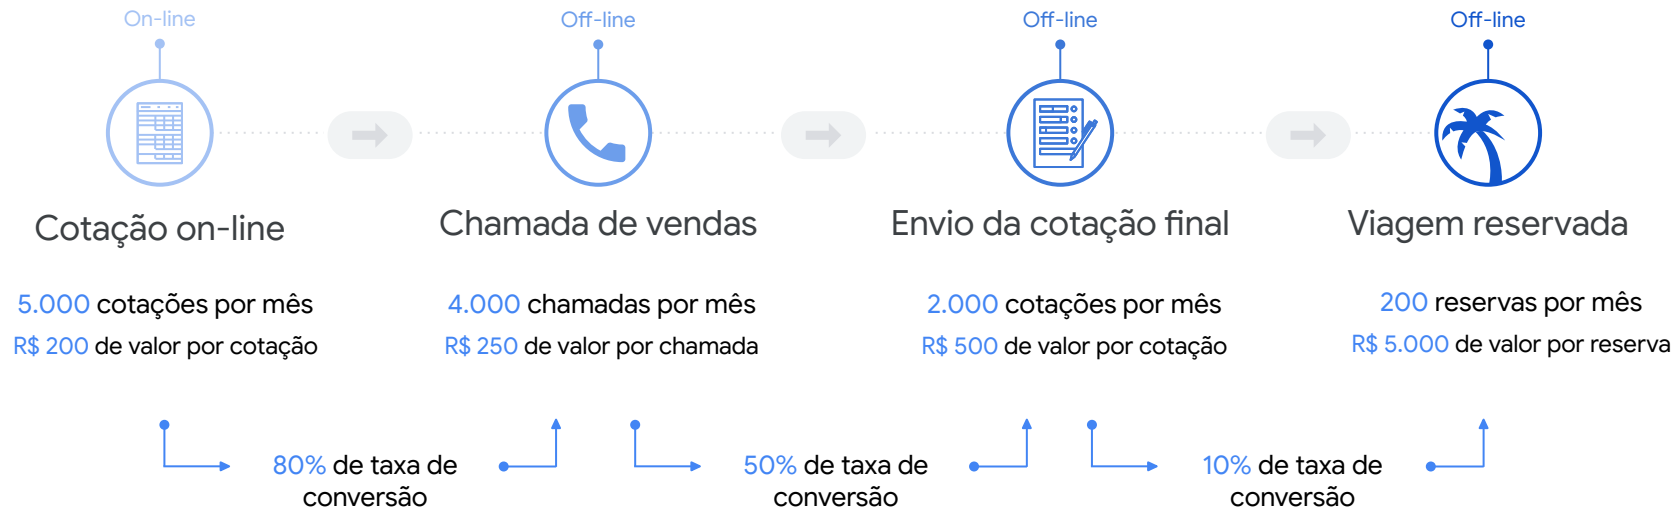 On-line
Off-line
Off-line
Off-line
Cotação on-line
Chamada de vendas
Envio da cotação final
Viagem reservada
5.000 cotações por mês
R$ 200 de valor por cotação
4.000 chamadas por mês
R$ 250 de valor por chamada
2.000 cotações por mês
R$ 500 de valor por cotação
200 reservas por mês
R$ 5.000 de valor por reserva
80% de taxa de
conversão
50% de taxa de
conversão
10% de taxa de
conversão